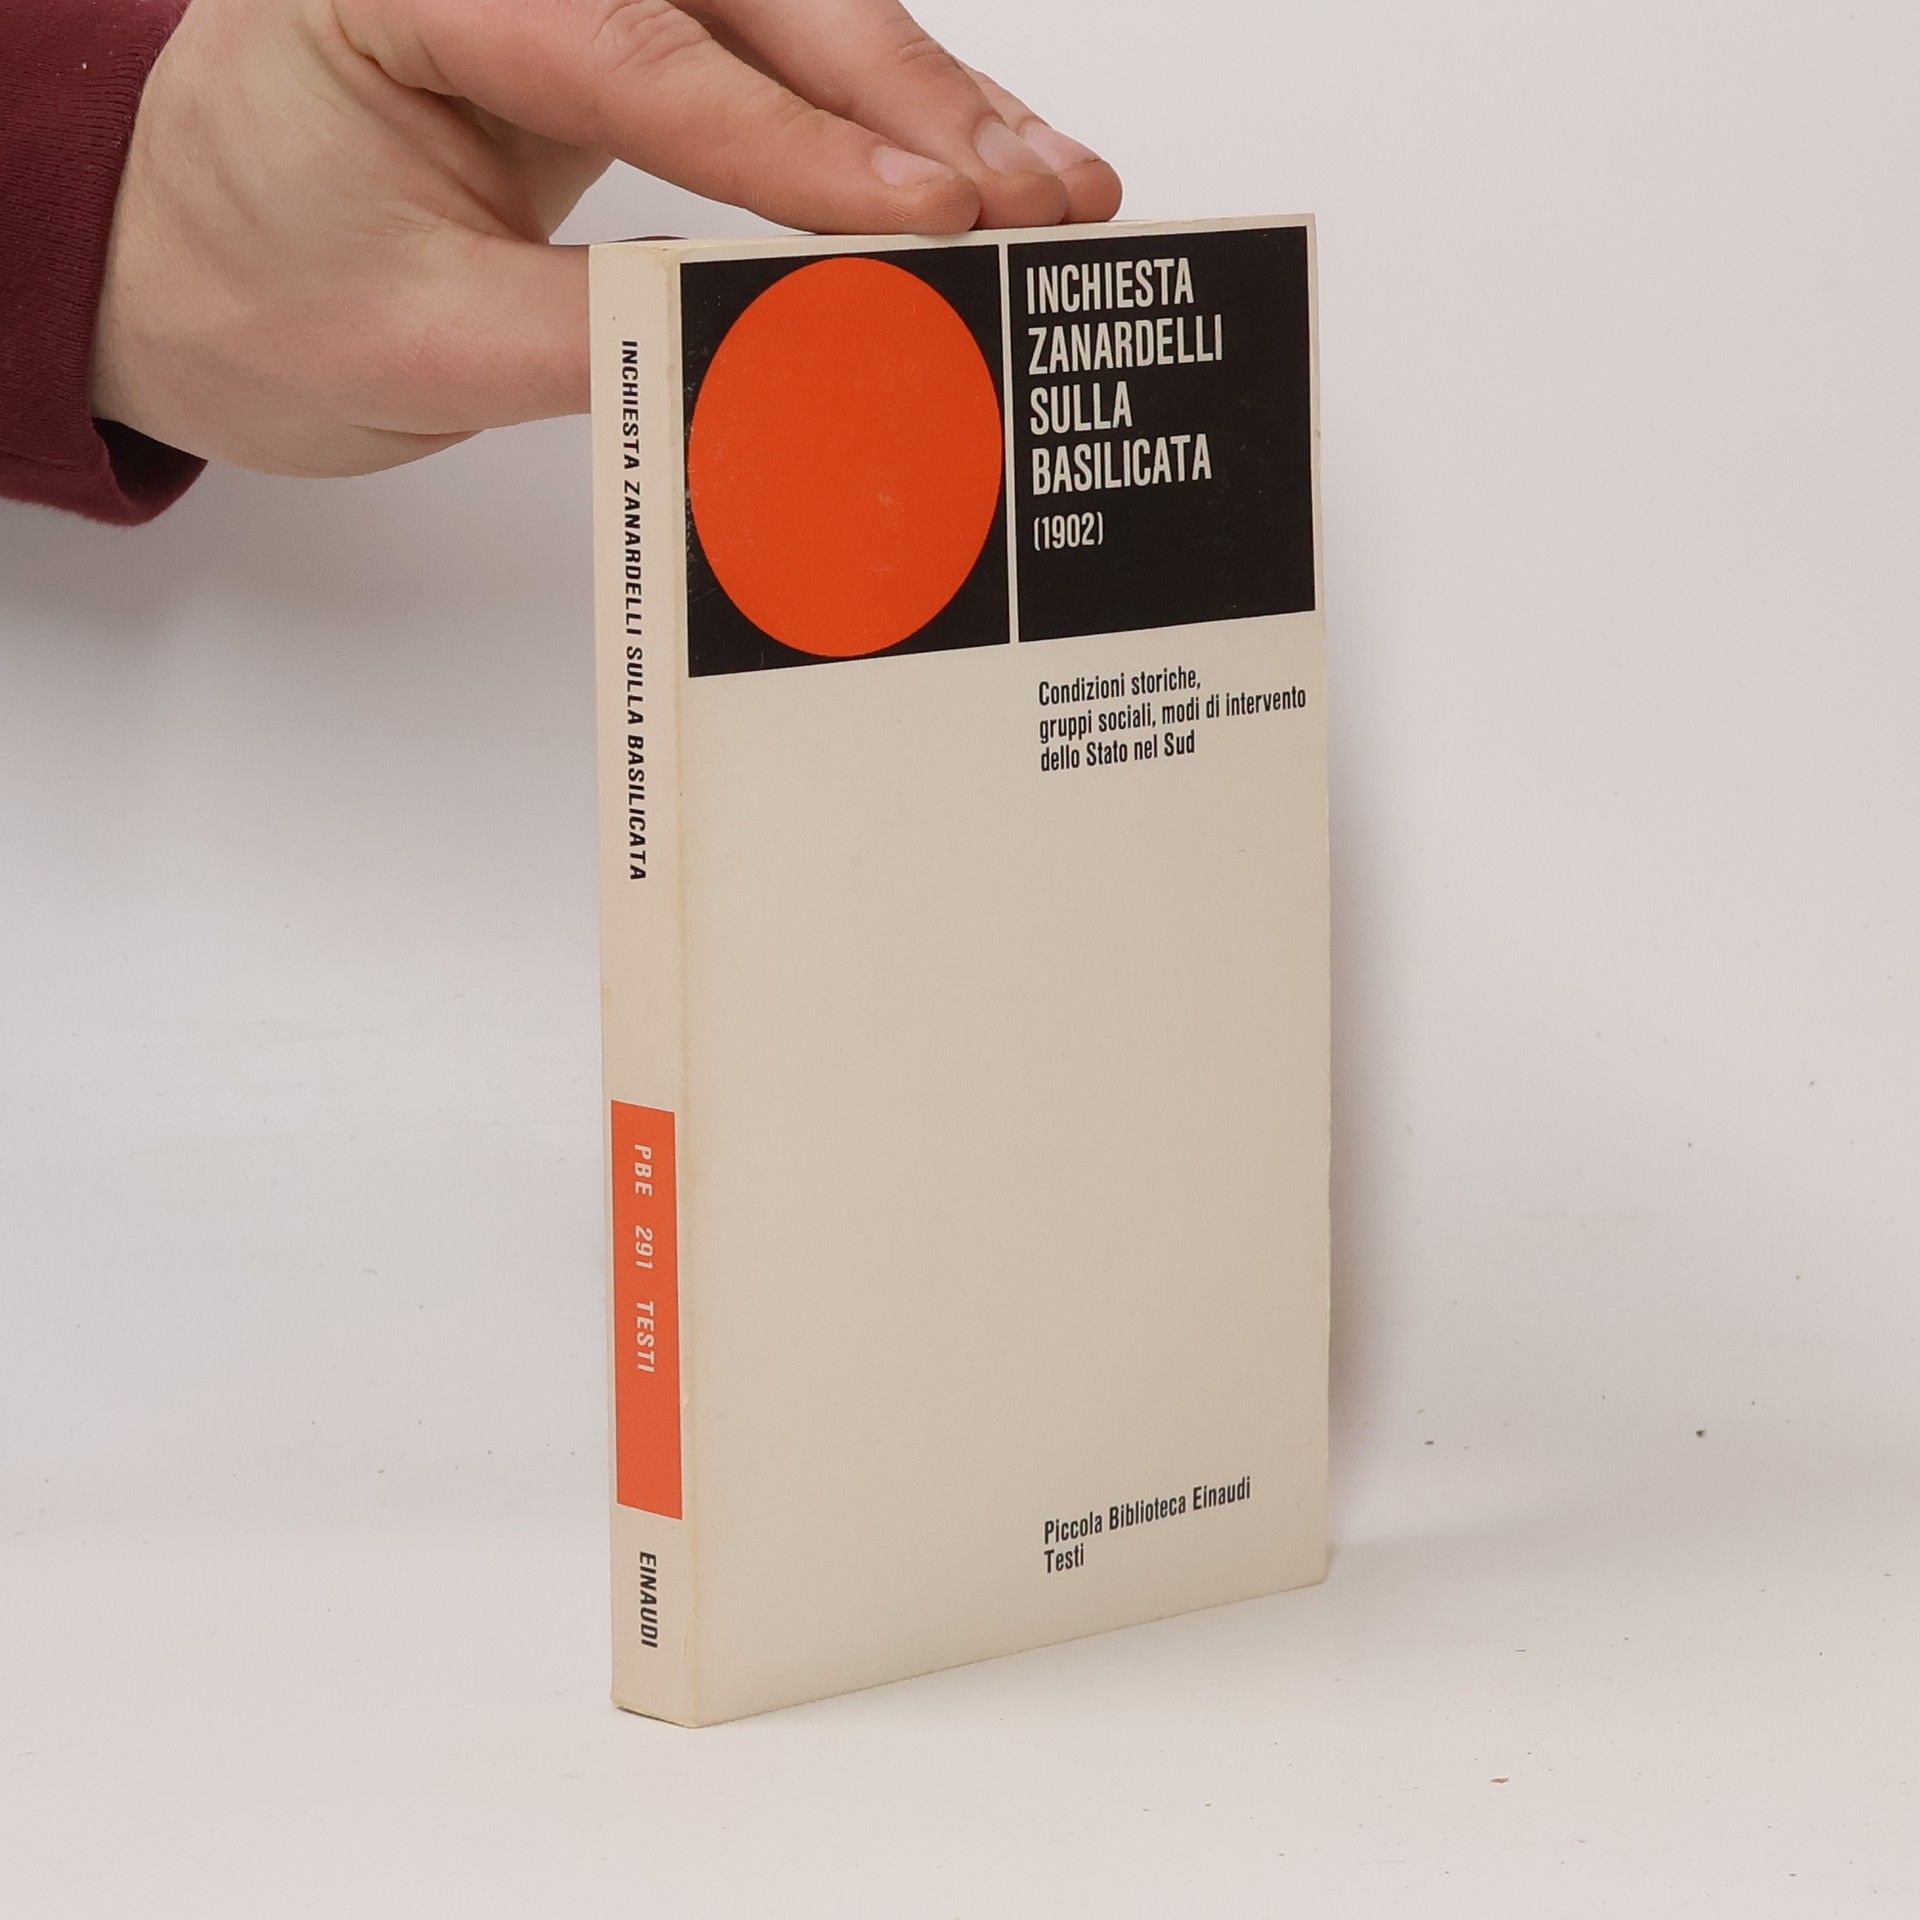 INCHIESTA ZANARDELLI SULLA BASILICATA
PBE 291 TESTI
EINAUDI
INCHIESTA
ZANARDELLI
SULLA
BASILICATA
(1902)
Condizioni storiche,
gruppi sociali, modi di intervento
dello Stato nel Sud
Piccola Biblioteca Einaudi
Testi